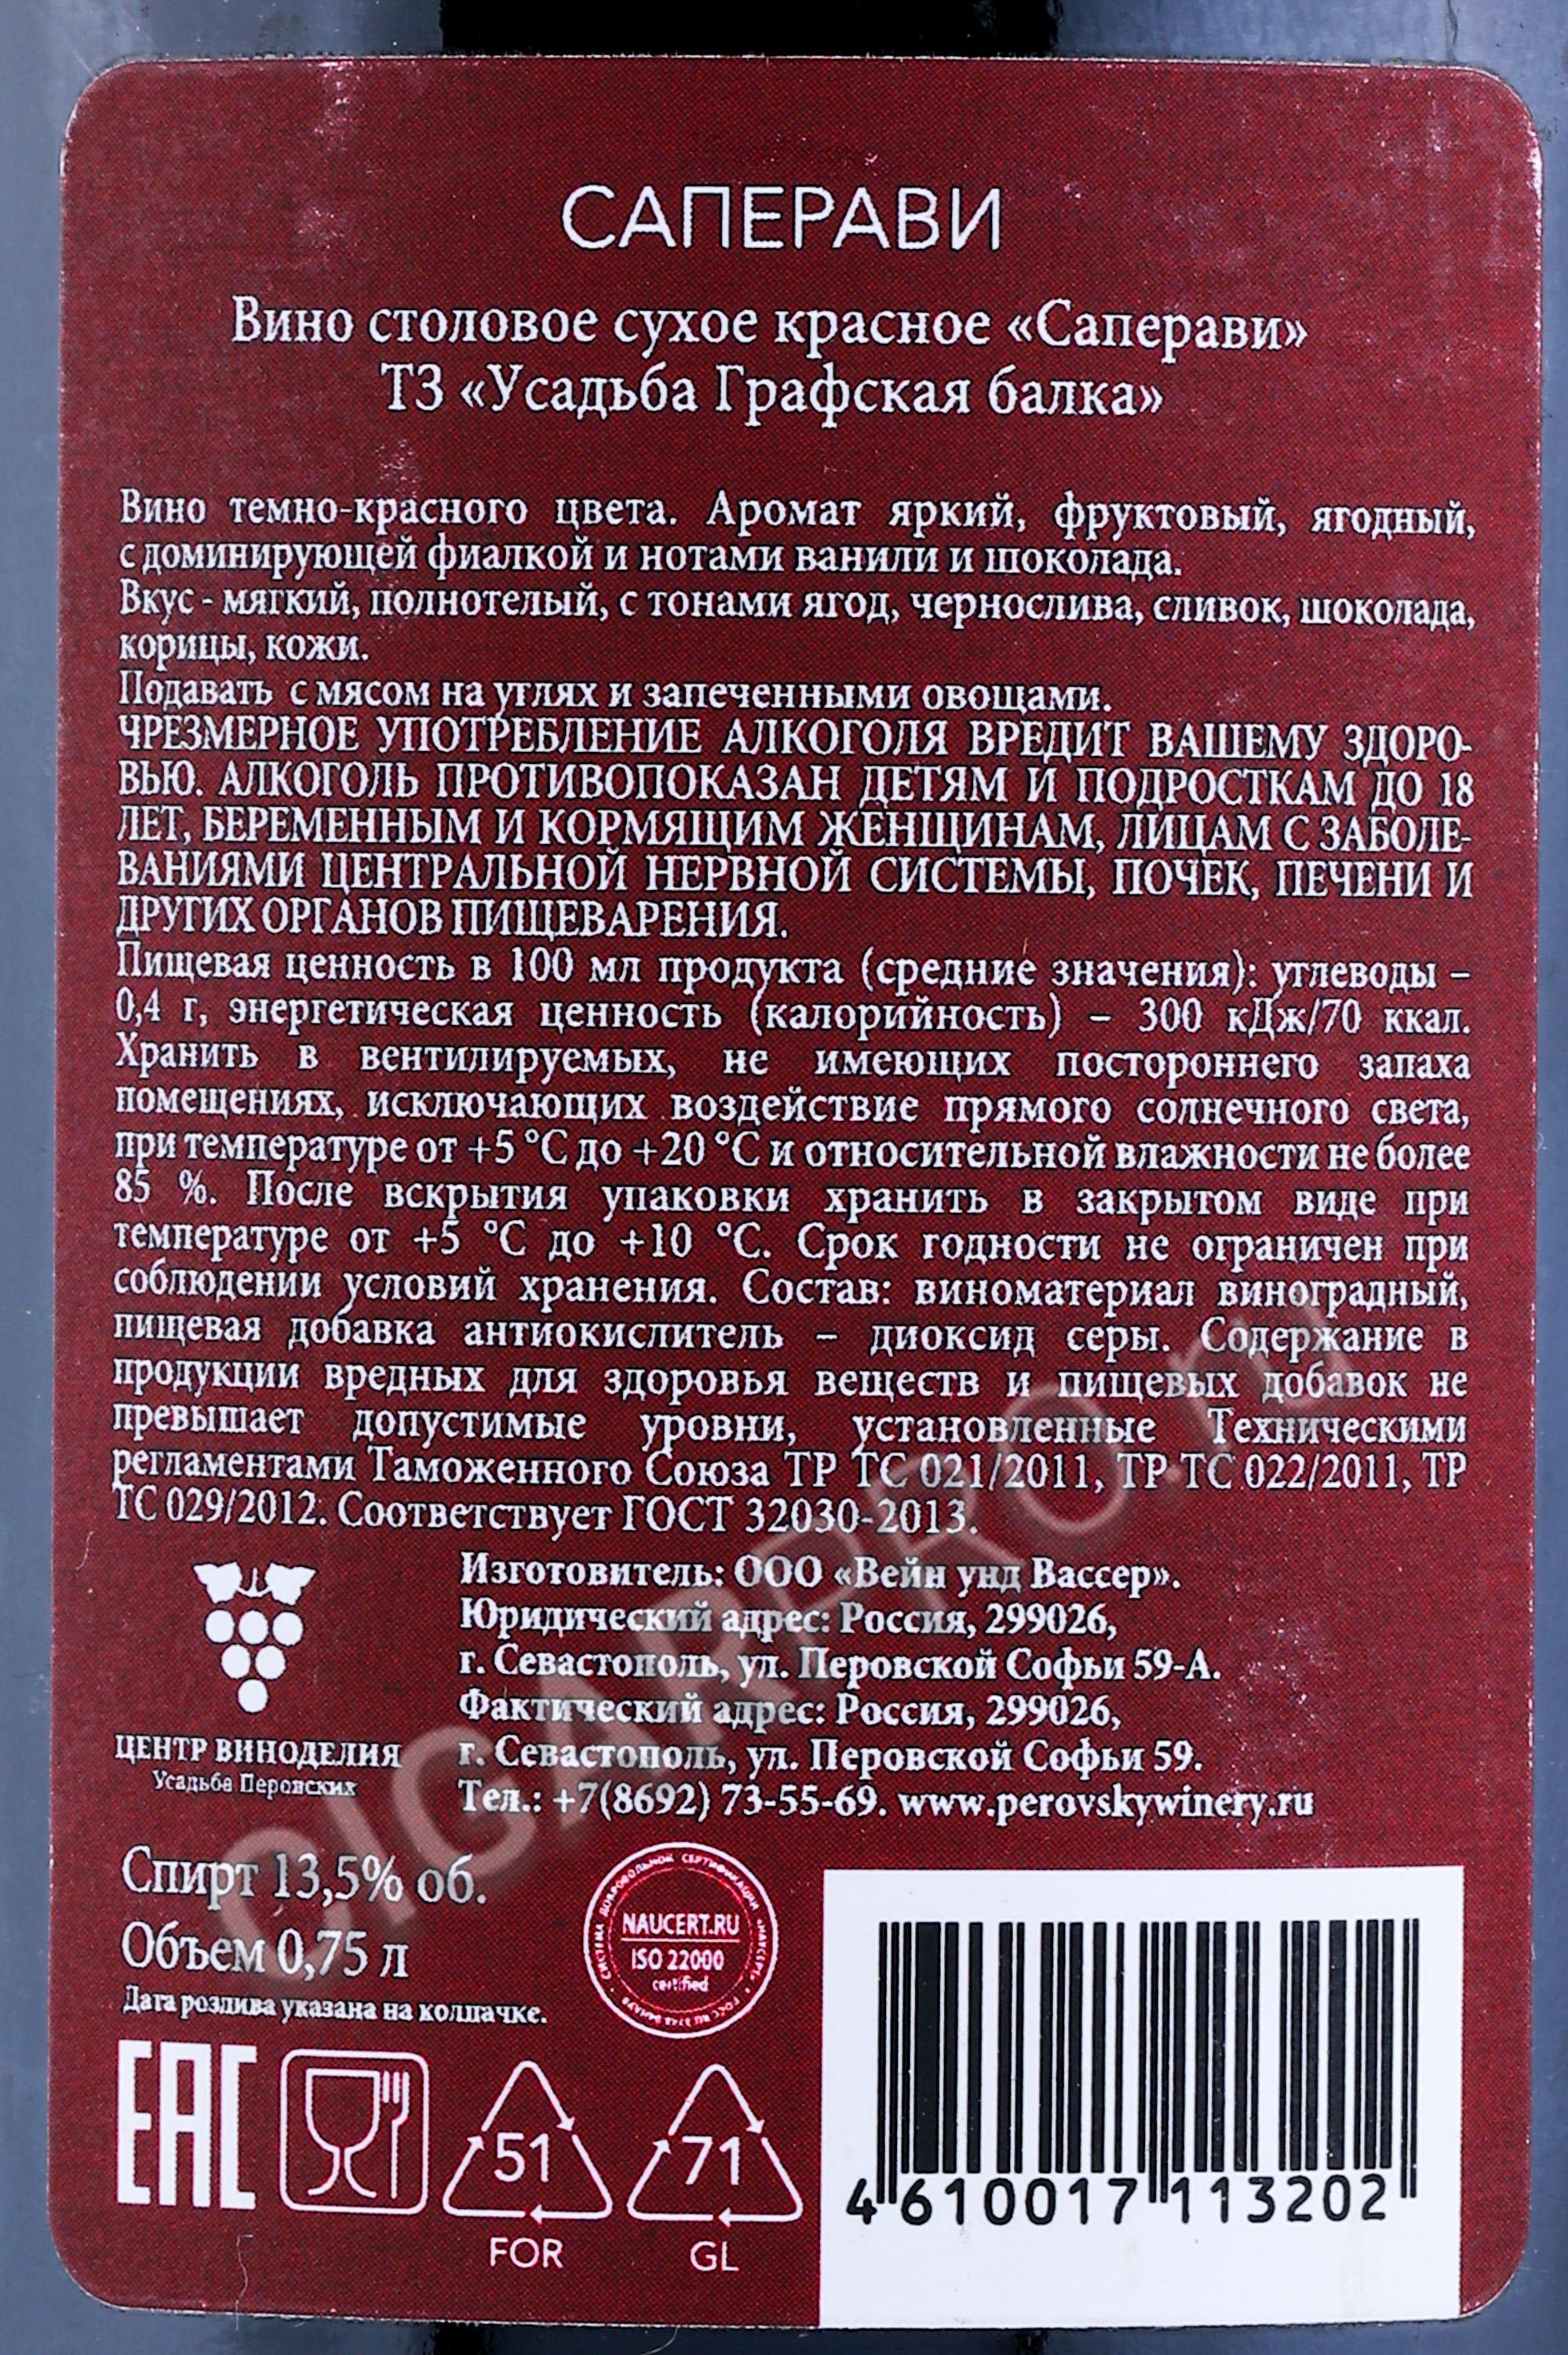 САПЕРАВИ
Вино столовое сухое красное «Саперави»
ТЗ «Усадьба Графская балка»
Вино темно-красного цвета. Аромат яркий, фруктовый, ягодный,
с доминирующей фиалкой и нотами ванили и шоколада.
Вкус - мягкий, полнотелый, с тонами ягод, чернослива, сливок, шоколада,
корицы, кожи.
Подавать с мясом на углях и запеченными овощами.
ЧРЕЗМЕРНОЕ УПОТРЕБЛЕНИЕ АЛКОГОЛЯ ВРЕДИТ ВАШЕМУ ЗДОРО-
ВЬЮ. АЛКОГОЛЬ ПРОТИВОПОКАЗАН ДЕТЯМ И ПОДРОСТКАМ ДО 18
ЛЕТ, БЕРЕМЕННЫМ И КОРМЯЩИМ ЖЕНЩИНАМ, ЛИЦАМ С ЗАБОЛЕ-
ВАНИЯМИ ЦЕНТРАЛЬНОЙ НЕРВНОЙ СИСТЕМЫ, ПОЧЕК, ПЕЧЕНИ И
ДРУГИХ ОРГАНОВ ПИЩЕВАРЕНИЯ.
Пищевая ценность в 100 мл продукта (средние значения): углеводы –
0,4 г, энергетическая ценность (калорийность) – 300 кДж/70 ккал.
Хранить в вентилируемых, не имеющих постороннего запаха
помещениях, исключающих воздействие прямого солнечного света,
при температуре от +5 °С до +20 °С и относительной влажности не более
85 %. После вскрытия упаковки хранить в закрытом виде при
температуре от +5 °С до +10 °С. Срок годности не ограничен при
соблюдении условий хранения. Состав: виноматериал виноградный,
пищевая добавка антиокислитель – диоксид серы. Содержание в
продукции вредных для здоровья веществ и пищевых добавок не
превышает допустимые уровни, установленные Техническими
регламентами Таможенного Союза ТР ТС 021/2011, ТР ТС 022/2011, ТР
ТС 029/2012. Соответствует ГОСТ 32030-2013.
Изготовитель: ООО «Вейн унд Вассер».
Юридический адрес: Россия, 299026,
г. Севастополь, ул. Перовской Софьи 59-А.
Фактический адрес: Россия, 299026,
г. Севастополь, ул. Перовской Софьи 59.
Тел.: +7(8692) 73-55-69. www.perovskywinery.ru
ЦЕНТР ВИНОДЕЛИЯ
Усадьба Перовских
CIGARPRO.ru
Спирт 13,5% об.
Объем 0,75 л
Дата розлива указана на колпачке.
СИСТЕМА ДОБРОВОЛЬНОЙ СЕРТИФИКАЦИИ
NAUCERT.RU
ISO 22000
certified
EAC
51
FOR
71
GL
4 610017 113202